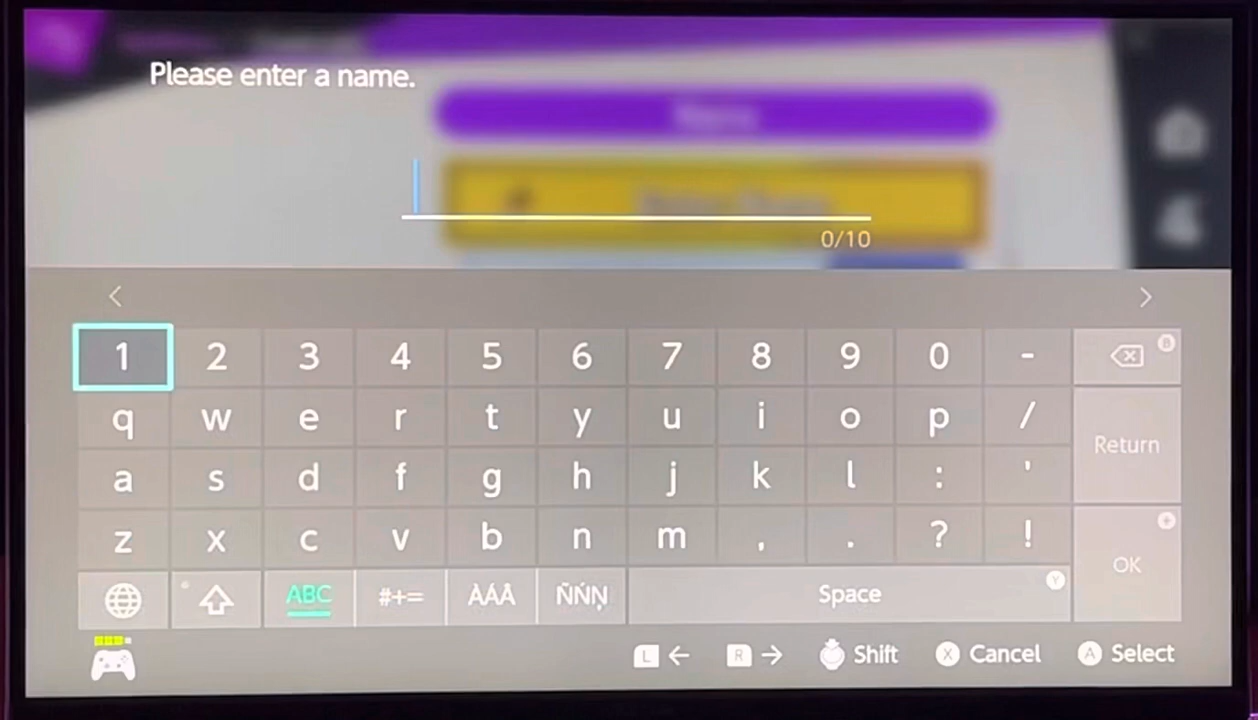 Please enter a name.
0/10
1 2 3 4 5 6 7 8 9 0 -
q w e r t y u i o p /
Return
a s d f g h j k l : '
z x c v b n m , . ? !
OK
ABC #+= ÀÁÂ ÑŃŅ Space Y
L ← R → Shift X Cancel A Select